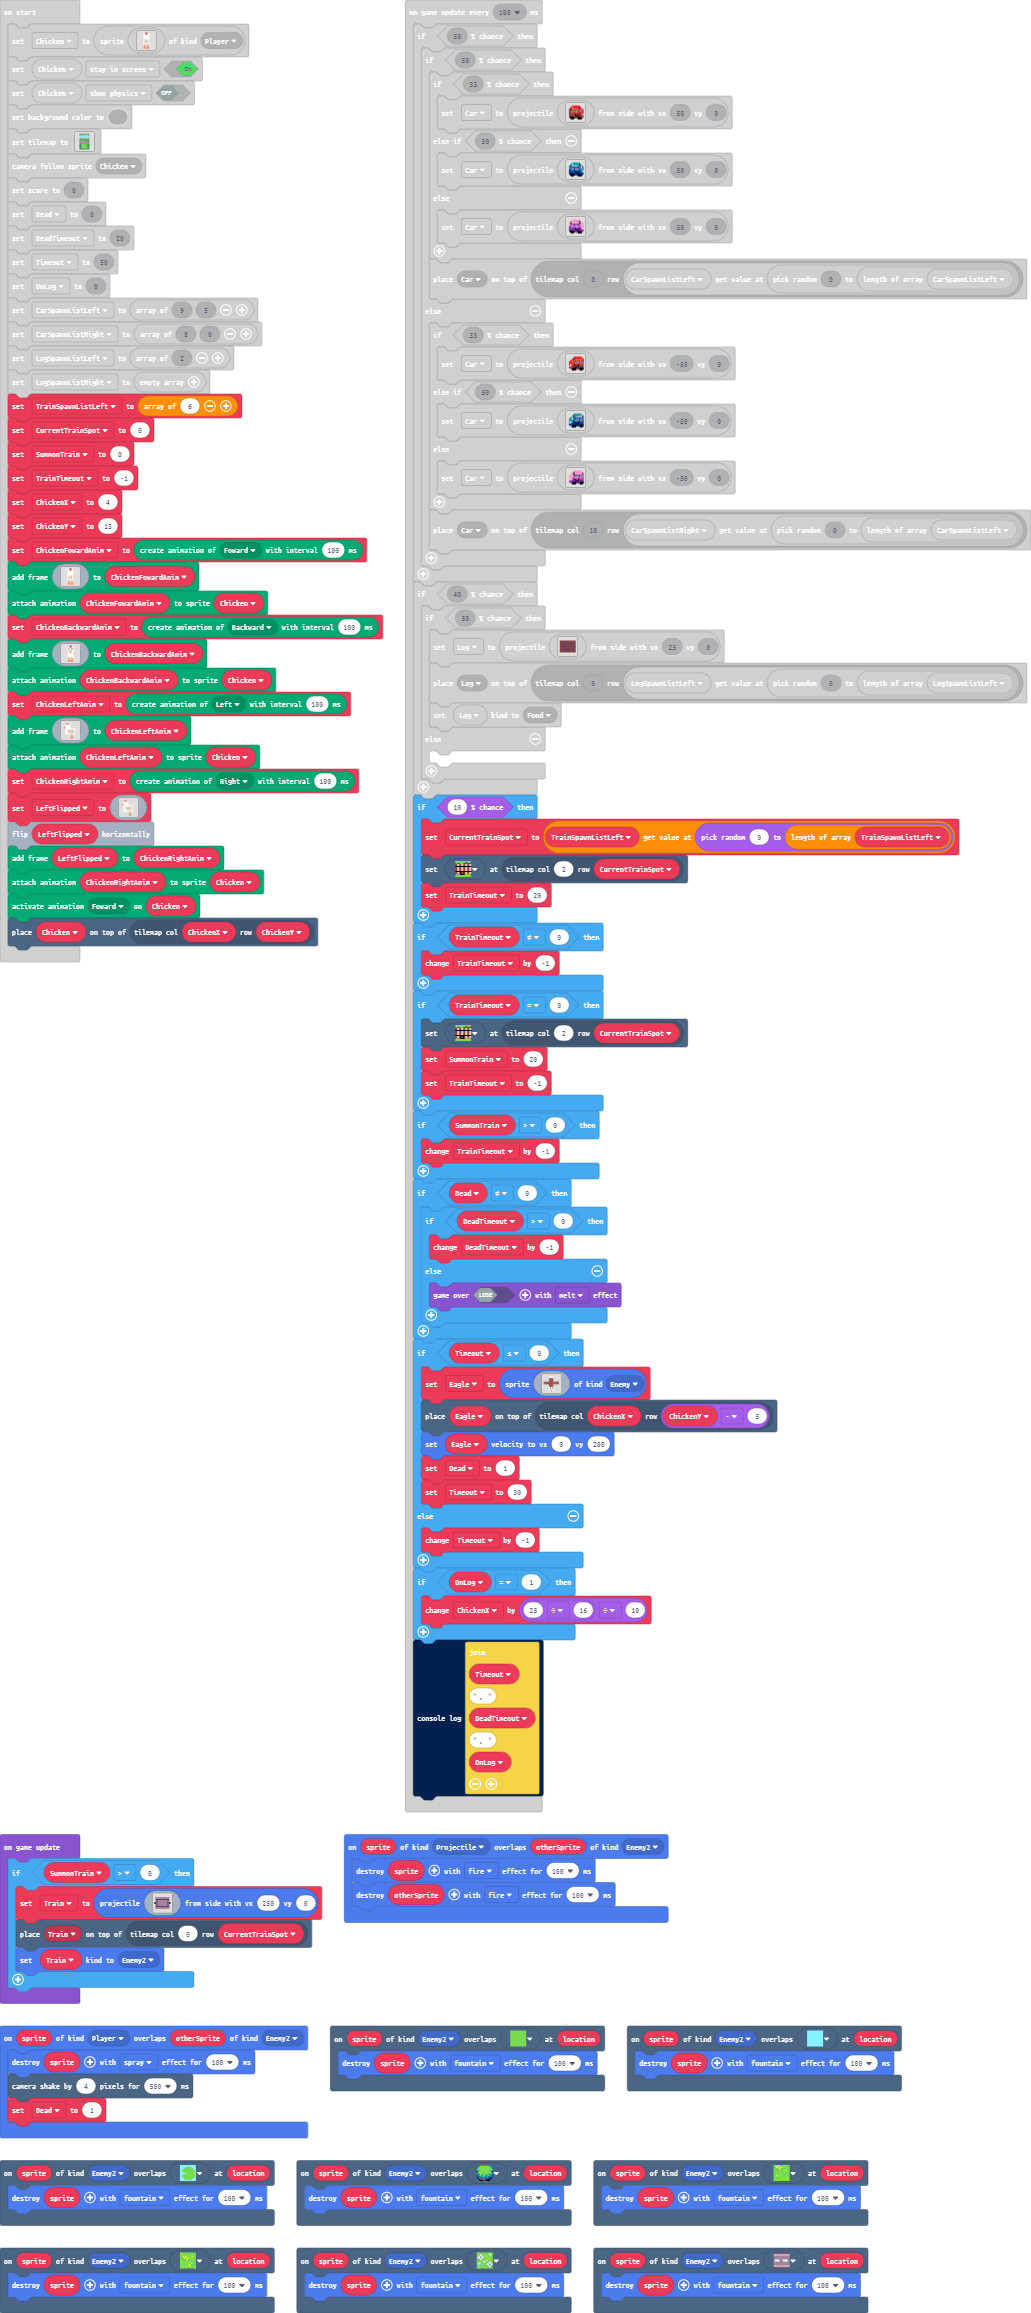 on start
set Chicken to sprite of kind Player
set Chicken stay in screen ON
set Chicken show physics OFF
set background color to
set tilemap to
camera follow sprite Chicken
set score to 0
set Dead to 0
set DeadTimeout to 20
set Timeout to 50
set OnLog to 0
set CarSpawnListLeft to array of 9 5
set CarSpawnListRight to array of 8 0
set LogSpawnListLeft to array of 2
set LogSpawnListRight to empty array
set TrainSpawnListLeft to array of 6
set CurrentTrainSpot to 0
set SummonTrain to 0
set TrainTimeout to -1
set ChickenX to 4
set ChickenY to 13
set ChickenFowardAnim to create animation of Foward with interval 100 ms
add frame to ChickenFowardAnim
attach animation ChickenFowardAnim to sprite Chicken
set ChickenBackwardAnim to create animation of Backward with interval 100 ms
add frame to ChickenBackwardAnim
attach animation ChickenBackwardAnim to sprite Chicken
set ChickenLeftAnim to create animation of Left with interval 100 ms
add frame to ChickenLeftAnim
attach animation ChickenLeftAnim to sprite Chicken
set ChickenRightAnim to create animation of Right with interval 100 ms
set LeftFlipped to
flip LeftFlipped horizontally
add frame LeftFlipped to ChickenRightAnim
attach animation ChickenRightAnim to sprite Chicken
activate animation Foward on Chicken
place Chicken on top of tilemap col ChickenX row ChickenY
on game update every 100 ms
if 50 % chance then
if 50 % chance then
if 33 % chance then
set Car to projectile from side with vx 50 vy 0
else if 50 % chance then
set Car to projectile from side with vx 50 vy 0
else
set Car to projectile from side with vx 50 vy 0
place Car on top of tilemap col 0 row CarSpawnListLeft get value at pick random 0 to length of array CarSpawnListLeft
else
if 33 % chance then
set Car to projectile from side with vx -50 vy 0
else if 50 % chance then
set Car to projectile from side with vx -50 vy 0
else
set Car to projectile from side with vx -50 vy 0
place Car on top of tilemap col 10 row CarSpawnListRight get value at pick random 0 to length of array CarSpawnListLeft
if 40 % chance then
if 50 % chance then
set Log to projectile from side with vx 25 vy 0
place Log on top of tilemap col 0 row LogSpawnListLeft get value at pick random 0 to length of array LogSpawnListLeft
set Log kind to Food
else
if 10 % chance then
set CurrentTrainSpot to TrainSpawnListLeft get value at pick random 0 to length of array TrainSpawnListLeft
set at tilemap col 2 row CurrentTrainSpot
set TrainTimeout to 20
if TrainTimeout ≠ 0 then
change TrainTimeout by -1
if TrainTimeout = 0 then
set at tilemap col 2 row CurrentTrainSpot
set SummonTrain to 20
set TrainTimeout to -1
if SummonTrain > 0 then
change TrainTimeout by -1
if Dead ≠ 0 then
if DeadTimeout > 0 then
change DeadTimeout by -1
else
game over LOSE with melt effect
if Timeout ≤ 0 then
set Eagle to sprite of kind Enemy
place Eagle on top of tilemap col ChickenX row ChickenY - 5
set Eagle velocity to vx 0 vy 200
set Dead to 1
set Timeout to 30
else
change Timeout by -1
if OnLog = 1 then
change ChickenX by 25 ÷ 16 ÷ 10
join
Timeout
" , "
console log DeadTimeout
" , "
OnLog
on game update
if SummonTrain > 0 then
set Train to projectile from side with vx 250 vy 0
place Train on top of tilemap col 0 row CurrentTrainSpot
set Train kind to Enemy2
on sprite of kind Projectile overlaps otherSprite of kind Enemy2
destroy sprite with fire effect for 100 ms
destroy otherSprite with fire effect for 100 ms
on sprite of kind Player overlaps otherSprite of kind Enemy2
destroy sprite with spray effect for 100 ms
camera shake by 4 pixels for 500 ms
set Dead to 1
on sprite of kind Enemy2 overlaps at location
destroy sprite with fountain effect for 100 ms
on sprite of kind Enemy2 overlaps at location
destroy sprite with fountain effect for 100 ms
on sprite of kind Enemy2 overlaps at location
destroy sprite with fountain effect for 100 ms
on sprite of kind Enemy2 overlaps at location
destroy sprite with fountain effect for 100 ms
on sprite of kind Enemy2 overlaps at location
destroy sprite with fountain effect for 100 ms
on sprite of kind Enemy2 overlaps at location
destroy sprite with fountain effect for 100 ms
on sprite of kind Enemy2 overlaps at location
destroy sprite with fountain effect for 100 ms
on sprite of kind Enemy2 overlaps at location
destroy sprite with fountain effect for 100 ms